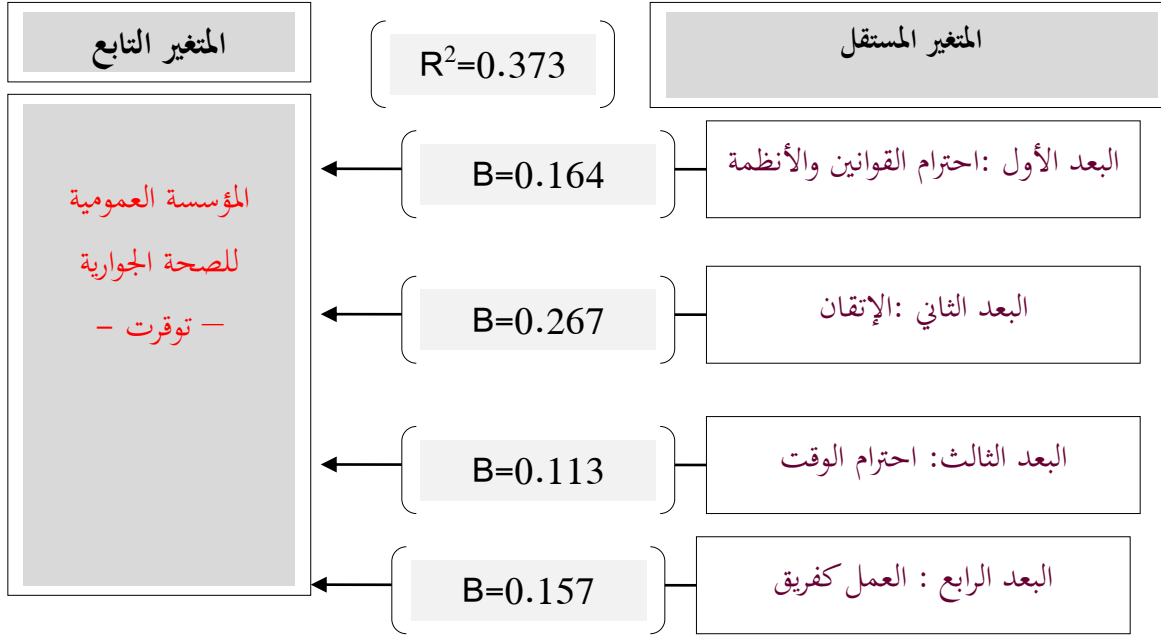 المتغير المستقل
R²=0.373
المتغير التابع
البعد الأول :احترام القوانين والأنظمة
B=0.164
البعد الثاني :الإتقان
B=0.267
البعد الثالث: احترام الوقت
B=0.113
البعد الرابع : العمل كفريق
B=0.157
المؤسسة العمومية
للصحة الجوارية
– توقرت –